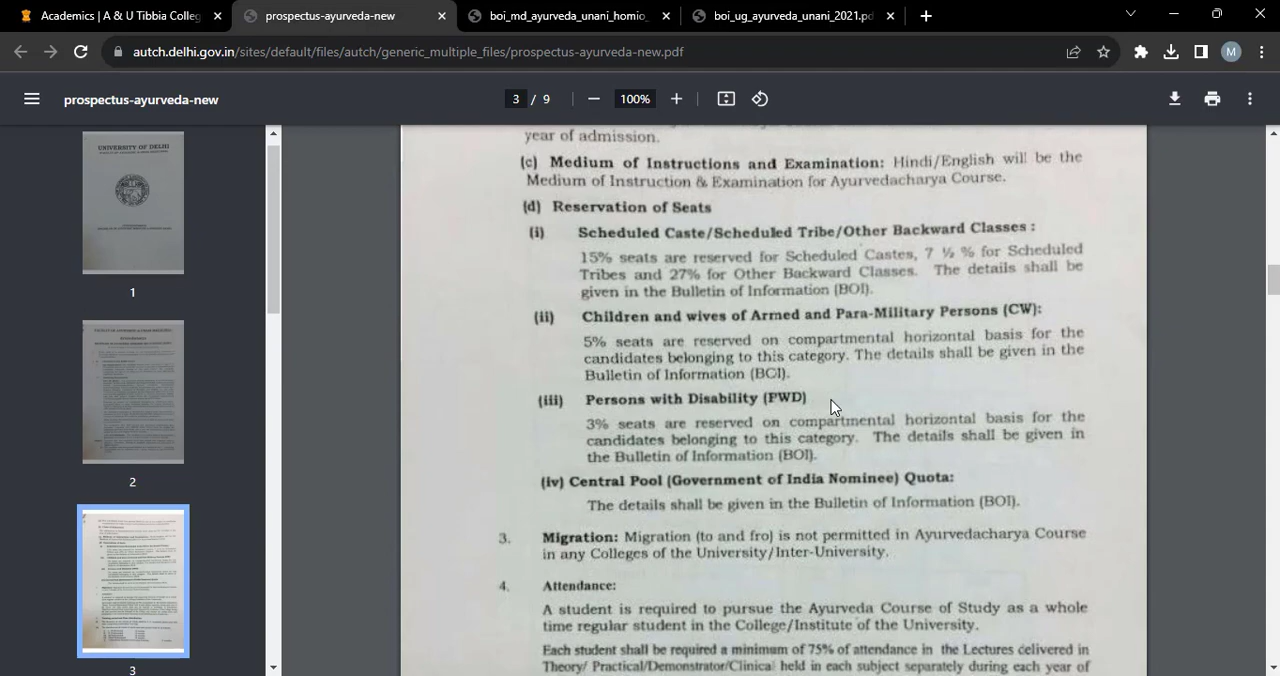 Academics | A & U Tibbia Colleg
prospectus-ayurveda-new
boi_md_ayurveda_unani_homio_
boi_ug_ayurveda_unani_2021.pd
autch.delhi.gov.in/sites/default/files/autch/generic_multiple_files/prospectus-ayurveda-new.pdf
M
prospectus-ayurveda-new
3 / 9
100%
UNIVERSITY OF DELHI
1
2
3
year of admission.
(c) Medium of Instructions and Examination: Hindi/English will be the
Medium of Instruction & Examination for Ayurvedacharya Course.
(d) Reservation of Seats
(i) Scheduled Caste/Scheduled Tribe/Other Backward Classes :
15% seats are reserved for Scheduled Castes, 7 ½ % for Scheduled
Tribes and 27% for Other Backward Classes. The details shall be
given in the Bulletin of Information (BOI).
(ii) Children and wives of Armed and Para-Military Persons (CW):
5% seats are reserved on compartmental horizontal basis for the
candidates belonging to this category. The details shall be given in the
Bulletin of Information (BOI).
(iii) Persons with Disability (PWD)
3% seats are reserved on compartmental horizontal basis for the
candidates belonging to this category. The details shall be given in
the Bulletin of Information (BOI).
(iv) Central Pool (Government of India Nominee) Quota:
The details shall be given in the Bulletin of Information (BOI).
3. Migration: Migration (to and fro) is not permitted in Ayurvedacharya Course
in any Colleges of the University/Inter-University.
4. Attendance:
A student is required to pursue the Ayurveda Course of Study as a whole
time regular student in the College/Institute of the University.
Each student shall be required a minimum of 75% of attendance in the Lectures delivered in
Theory/ Practical/Demonstrator/Clinical held in each subject separately during each year of